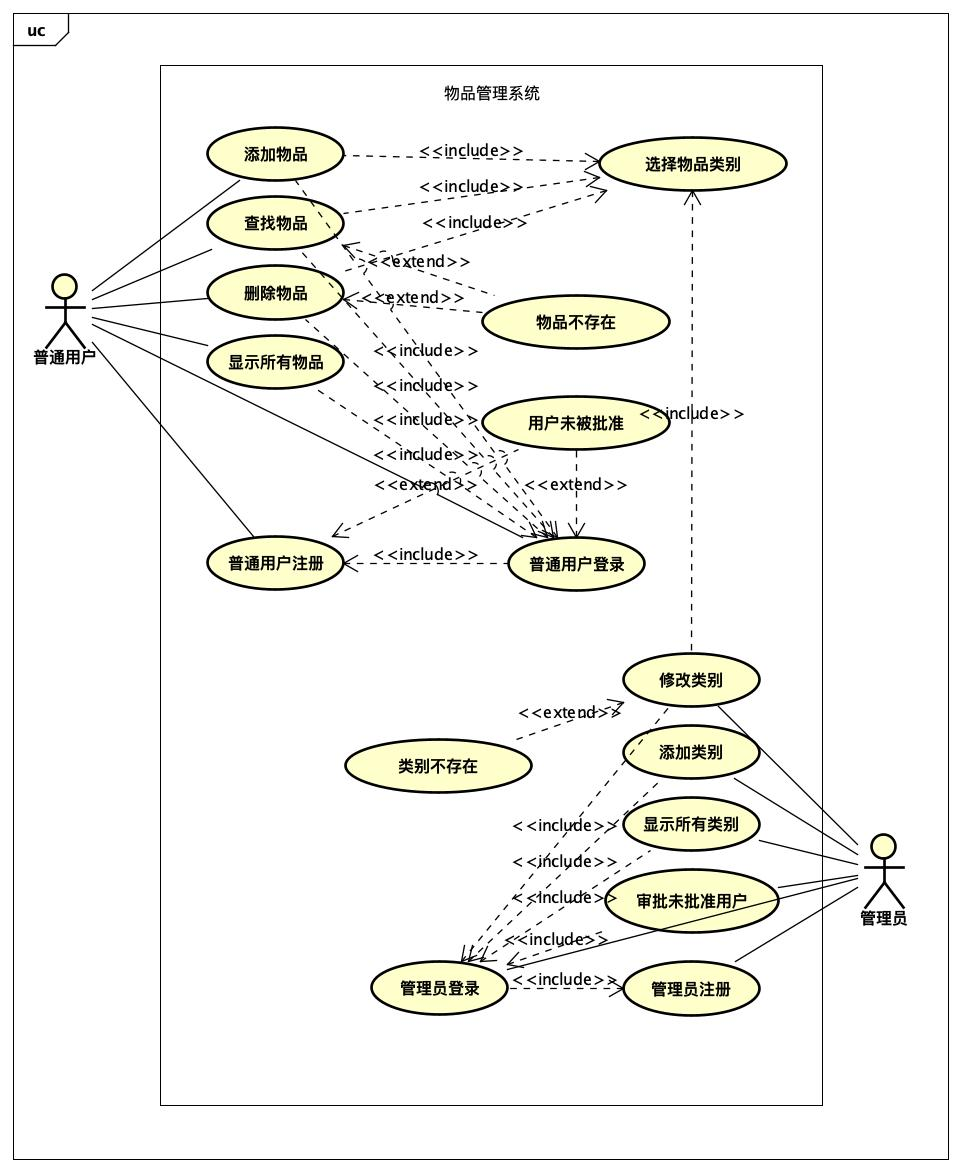 uc
物品管理系统
添加物品
<<include>>
选择物品类别
<<include>>
查找物品
<<include>>
<<extend>>
删除物品
<<extend>>
物品不存在
普通用户
<<include>>
显示所有物品
<<include>>
<<include>>
用户未被批准
<<include>>
<<include>>
<<extend>>
<<extend>>
<<include>>
普通用户注册
普通用户登录
修改类别
<<extend>>
添加类别
类别不存在
<<include>>
显示所有类别
<<include>>
<<include>>
审批未批准用户
管理员
<<include>>
<<include>>
管理员登录
管理员注册